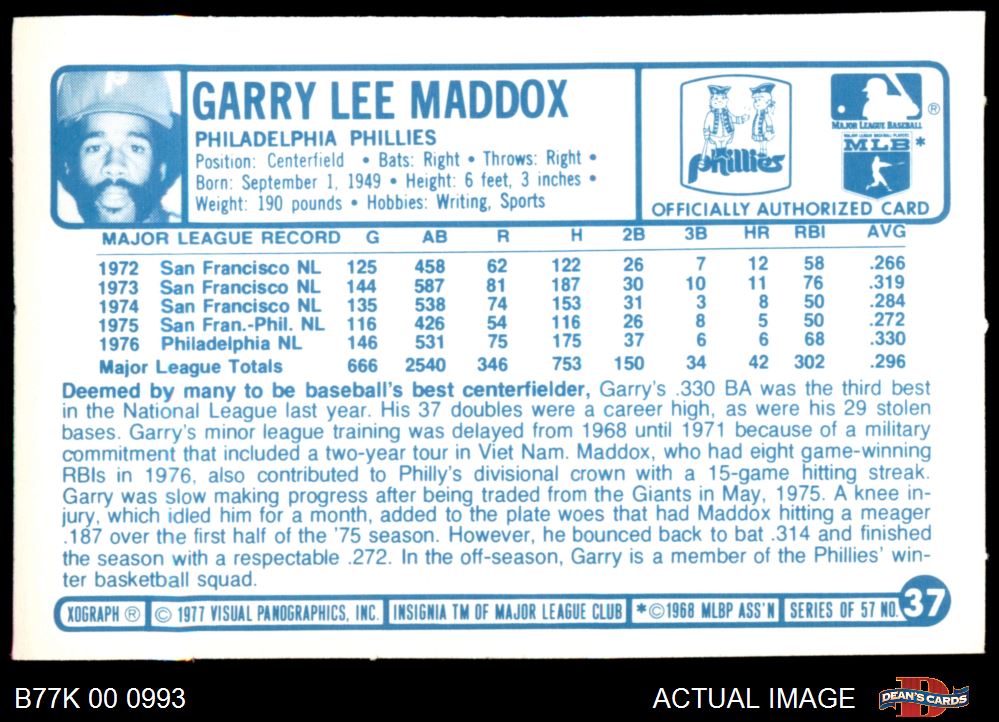 P
GARRY LEE MADDOX
PHILADELPHIA PHILLIES
Position: Centerfield • Bats: Right • Throws: Right •
Born: September 1, 1949 • Height: 6 feet, 3 inches •
Weight: 190 pounds • Hobbies: Writing, Sports
Phillies
®
MAJOR LEAGUE BASEBALL
MAJOR LEAGUE BASEBALL PLAYERS
MLB *
OFFICIALLY AUTHORIZED CARD
MAJOR LEAGUE RECORD G AB R H 2B 3B HR RBI AVG
1972 San Francisco NL 125 458 62 122 26 7 12 58 .266
1973 San Francisco NL 144 587 81 187 30 10 11 76 .319
1974 San Francisco NL 135 538 74 153 31 3 8 50 .284
1975 San Fran.-Phil. NL 116 426 54 116 26 8 5 50 .272
1976 Philadelphia NL 146 531 75 175 37 6 6 68 .330
Major League Totals 666 2540 346 753 150 34 42 302 .296
Deemed by many to be baseball's best centerfielder, Garry's .330 BA was the third best
in the National League last year. His 37 doubles were a career high, as were his 29 stolen
bases. Garry's minor league training was delayed from 1968 until 1971 because of a military
commitment that included a two-year tour in Viet Nam. Maddox, who had eight game-winning
RBIs in 1976, also contributed to Philly's divisional crown with a 15-game hitting streak.
Garry was slow making progress after being traded from the Giants in May, 1975. A knee in-
jury, which idled him for a month, added to the plate woes that had Maddox hitting a meager
.187 over the first half of the '75 season. However, he bounced back to bat .314 and finished
the season with a respectable .272. In the off-season, Garry is a member of the Phillies' win-
ter basketball squad.
XOGRAPH ® © 1977 VISUAL PANOGRAPHICS, INC. INSIGNIA TM OF MAJOR LEAGUE CLUB *©1968 MLBP ASS'N SERIES OF 57 NO. 37
B77K 00 0993 ACTUAL IMAGE DEAN'S CARDS